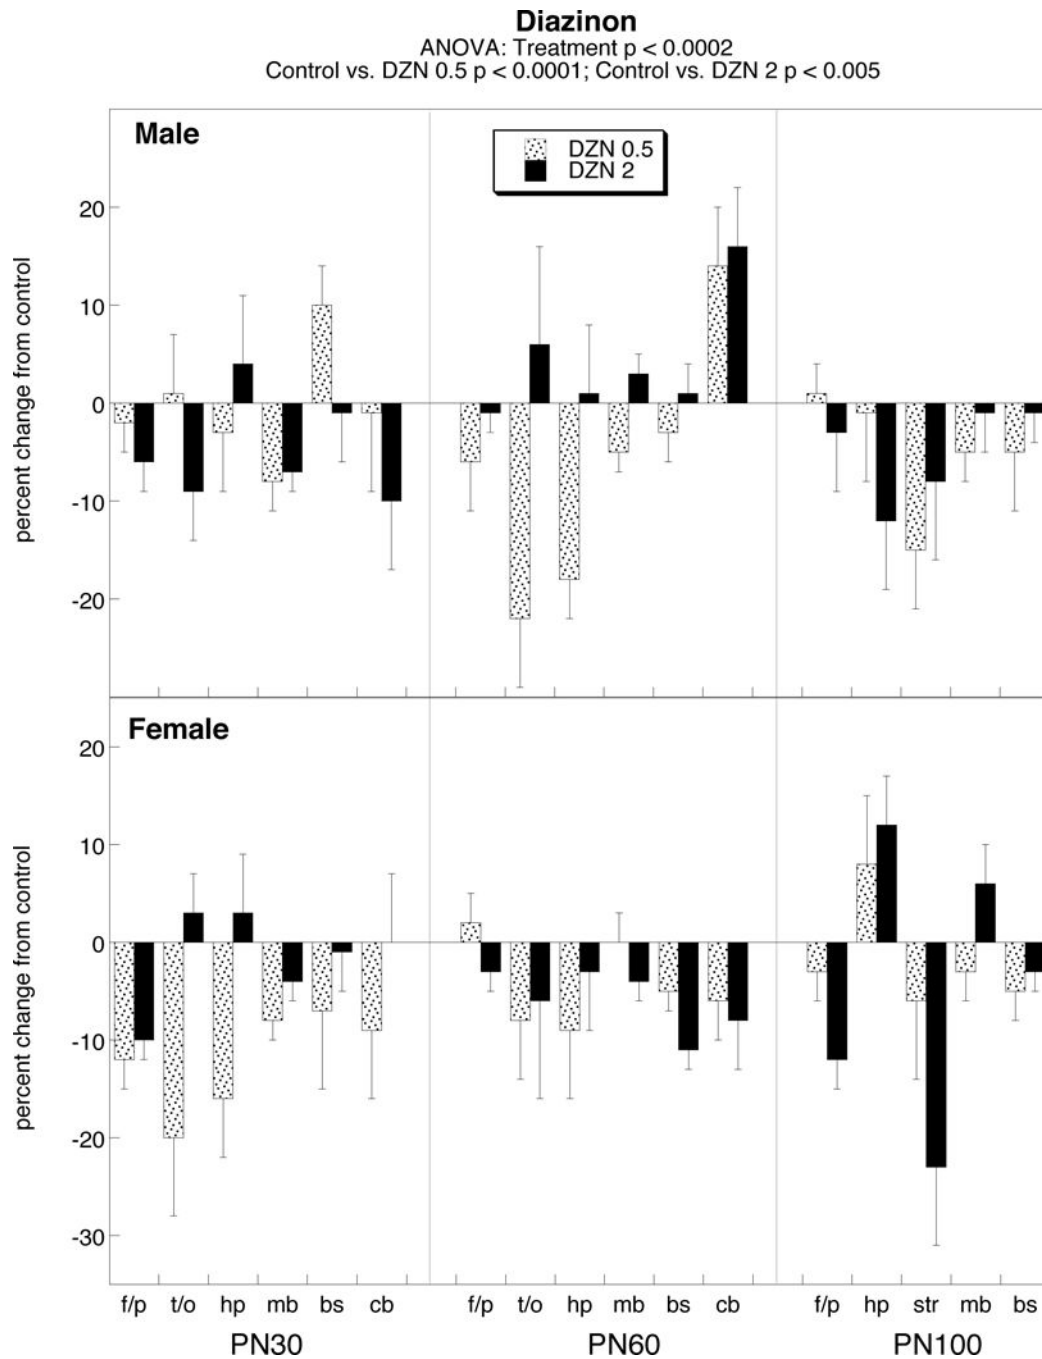 Diazinon
ANOVA: Treatment p < 0.0002
Control vs. DZN 0.5 p < 0.0001; Control vs. DZN 2 p < 0.005
Male
DZN 0.5
DZN 2
percent change from control
20
10
0
-10
-20
Female
percent change from control
20
10
0
-10
-20
-30
f/p t/o hp mb bs cb f/p t/o hp mb bs cb f/p hp str mb bs
PN30 PN60 PN100